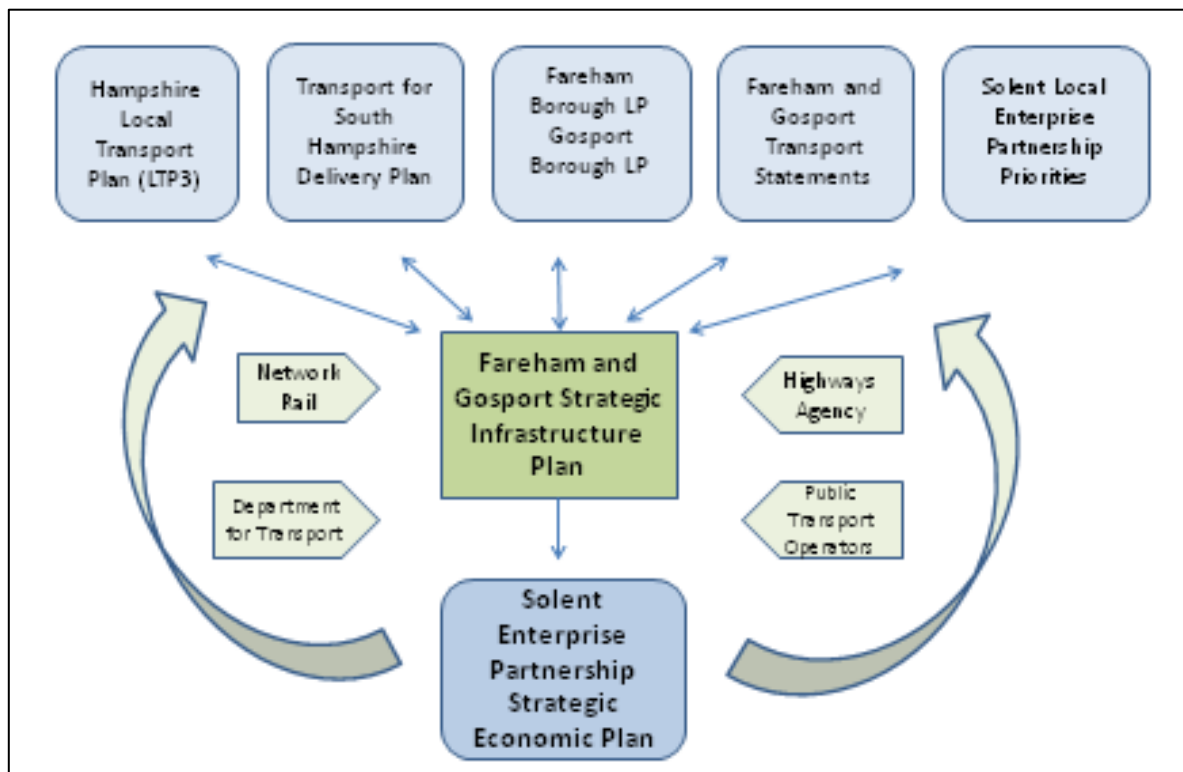 Hampshire
Local
Transport
Plan (LTP3)
Transport for
South
Hampshire
Delivery Plan
Fareham
Borough LP
Gosport
Borough LP
Fareham and
Gosport
Transport
Statements
Solent Local
Enterprise
Partnership
Priorities
Network
Rail
Fareham and
Gosport Strategic
Infrastructure
Plan
Highways
Agency
Department
for Transport
Public
Transport
Operators
Solent
Enterprise
Partnership
Strategic
Economic Plan